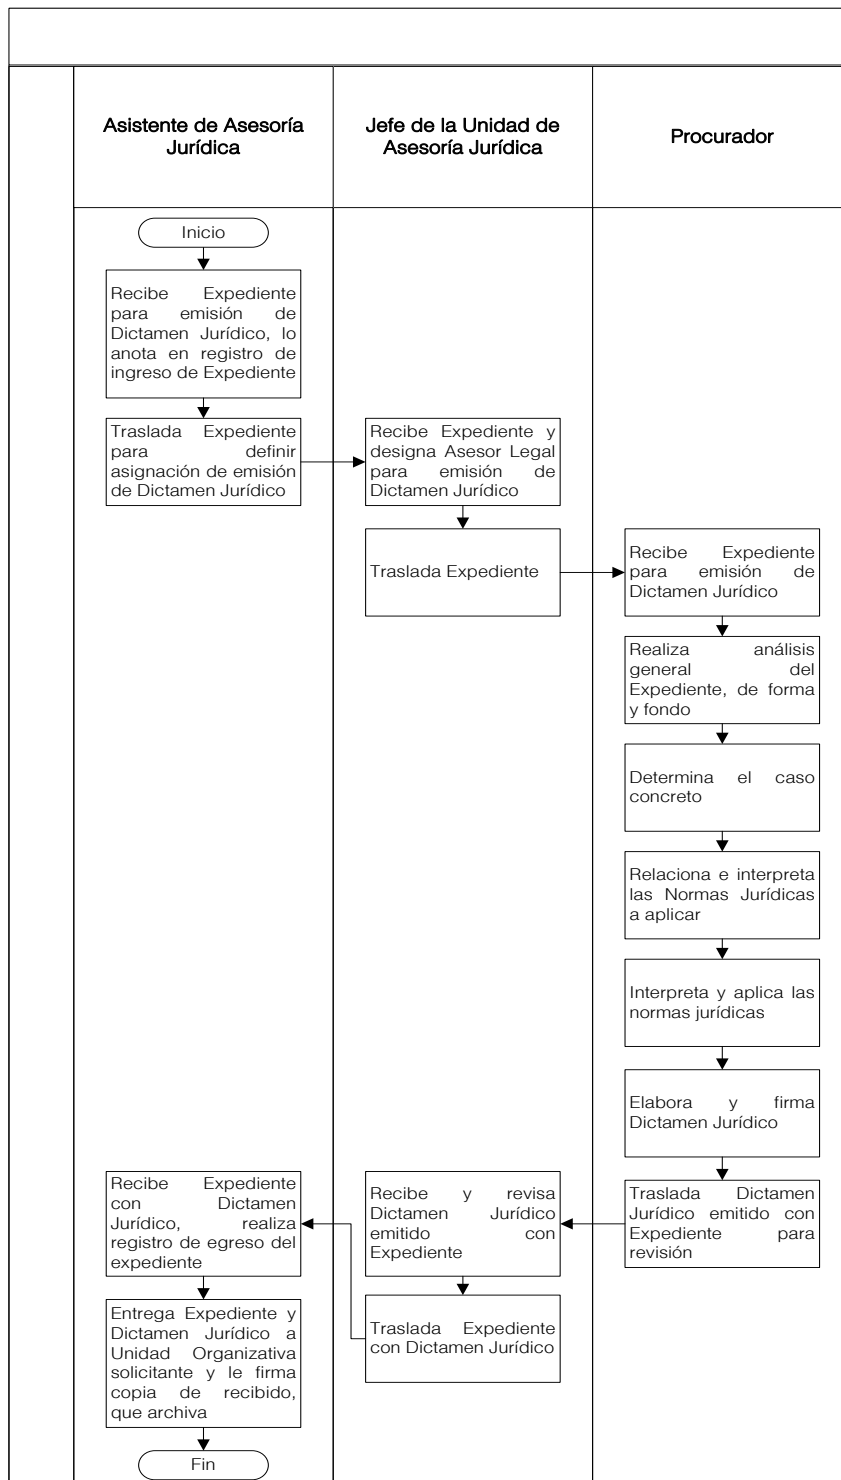 Asistente de Asesoría
Jurídica
Jefe de la Unidad de
Asesoría Jurídica
Procurador
Inicio
Recibe Expediente
para emisión de
Dictamen Jurídico, lo
anota en registro de
ingreso de Expediente
Traslada Expediente
para definir
asignación de emisión
de Dictamen Jurídico
Recibe Expediente y
designa Asesor Legal
para emisión de
Dictamen Jurídico
Traslada Expediente
Recibe Expediente
para emisión de
Dictamen Jurídico
Realiza análisis
general del
Expediente, de forma
y fondo
Determina el caso
concreto
Relaciona e interpreta
las Normas Jurídicas
a aplicar
Interpreta y aplica las
normas jurídicas
Elabora y firma
Dictamen Jurídico
Traslada Dictamen
Jurídico emitido con
Expediente para
revisión
Recibe y revisa
Dictamen Jurídico
emitido con
Expediente
Traslada Expediente
con Dictamen Jurídico
Recibe Expediente
con Dictamen
Jurídico, realiza
registro de egreso del
expediente
Entrega Expediente y
Dictamen Jurídico a
Unidad Organizativa
solicitante y le firma
copia de recibido,
que archiva
Fin